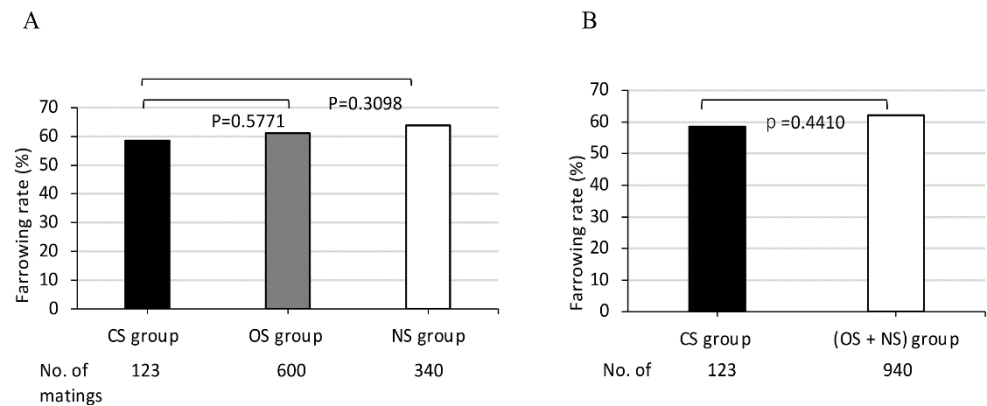 A
P=0.3098
P=0.5771
70
60
50
40
30
20
10
0
Farrowing rate (%)
CS group OS group NS group
No. of matings 123 600 340
B
p =0.4410
70
60
50
40
30
20
10
0
Farrowing rate (%)
CS group (OS + NS) group
No. of 123 940